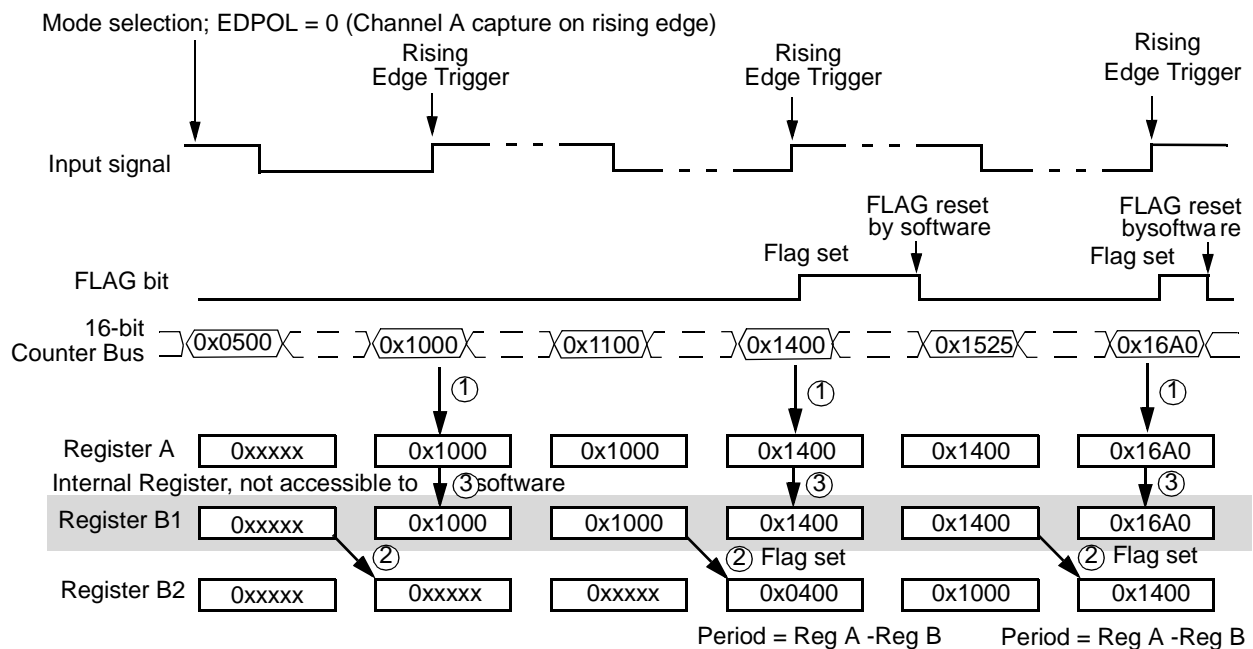 Mode selection; EDPOL = 0 (Channel A capture on rising edge)
Rising
Edge Trigger
Rising
Edge Trigger
Rising
Edge Trigger
Input signal
FLAG reset
by software
FLAG reset
bysoftwa re
Flag set
Flag set
FLAG bit
16-bit
Counter Bus
0x0500 0x1000 0x1100 0x1400 0x1525 0x16A0
1 1 1
Register A 0xxxxx 0x1000 0x1000 0x1400 0x1400 0x16A0
Internal Register, not accessible to software
3 3 3
Register B1 0xxxxx 0x1000 0x1000 0x1400 0x1400 0x16A0
2 2 Flag set 2 Flag set
Register B2 0xxxxx 0xxxxx 0xxxxx 0x0400 0x1000 0x1400
Period = Reg A -Reg B Period = Reg A -Reg B